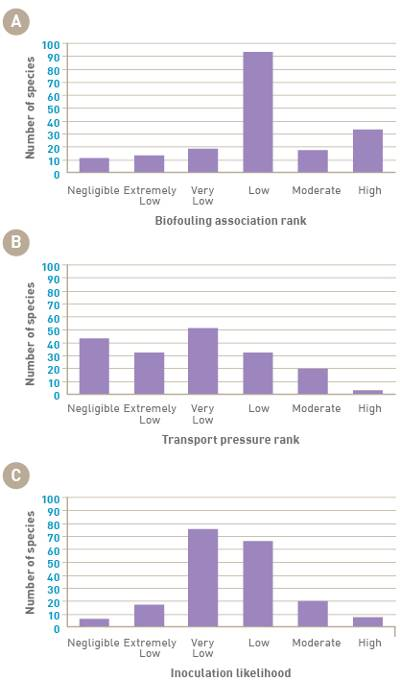 A
Number of species
100
90
80
70
60
50
40
30
20
10
0
Negligible Extremely Low Very Low Low Moderate High
Biofouling association rank
B
Number of species
100
90
80
70
60
50
40
30
20
10
0
Negligible Extremely Low Very Low Low Moderate High
Transport pressure rank
C
Number of species
100
90
80
70
60
50
40
30
20
10
0
Negligible Extremely Low Very Low Low Moderate High
Inoculation likelihood